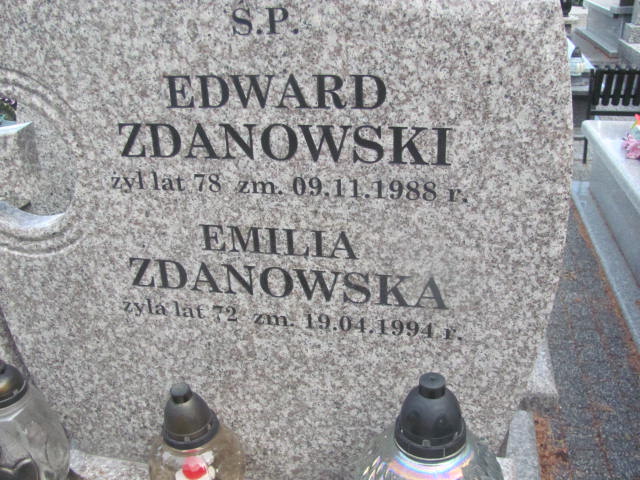 Ś.P.
EDWARD
ZDANOWSKI
żył lat 78 zm. 09.11.1988 r.
EMILIA
ZDANOWSKA
żyła lat 72 zm. 19.04.1994 r.